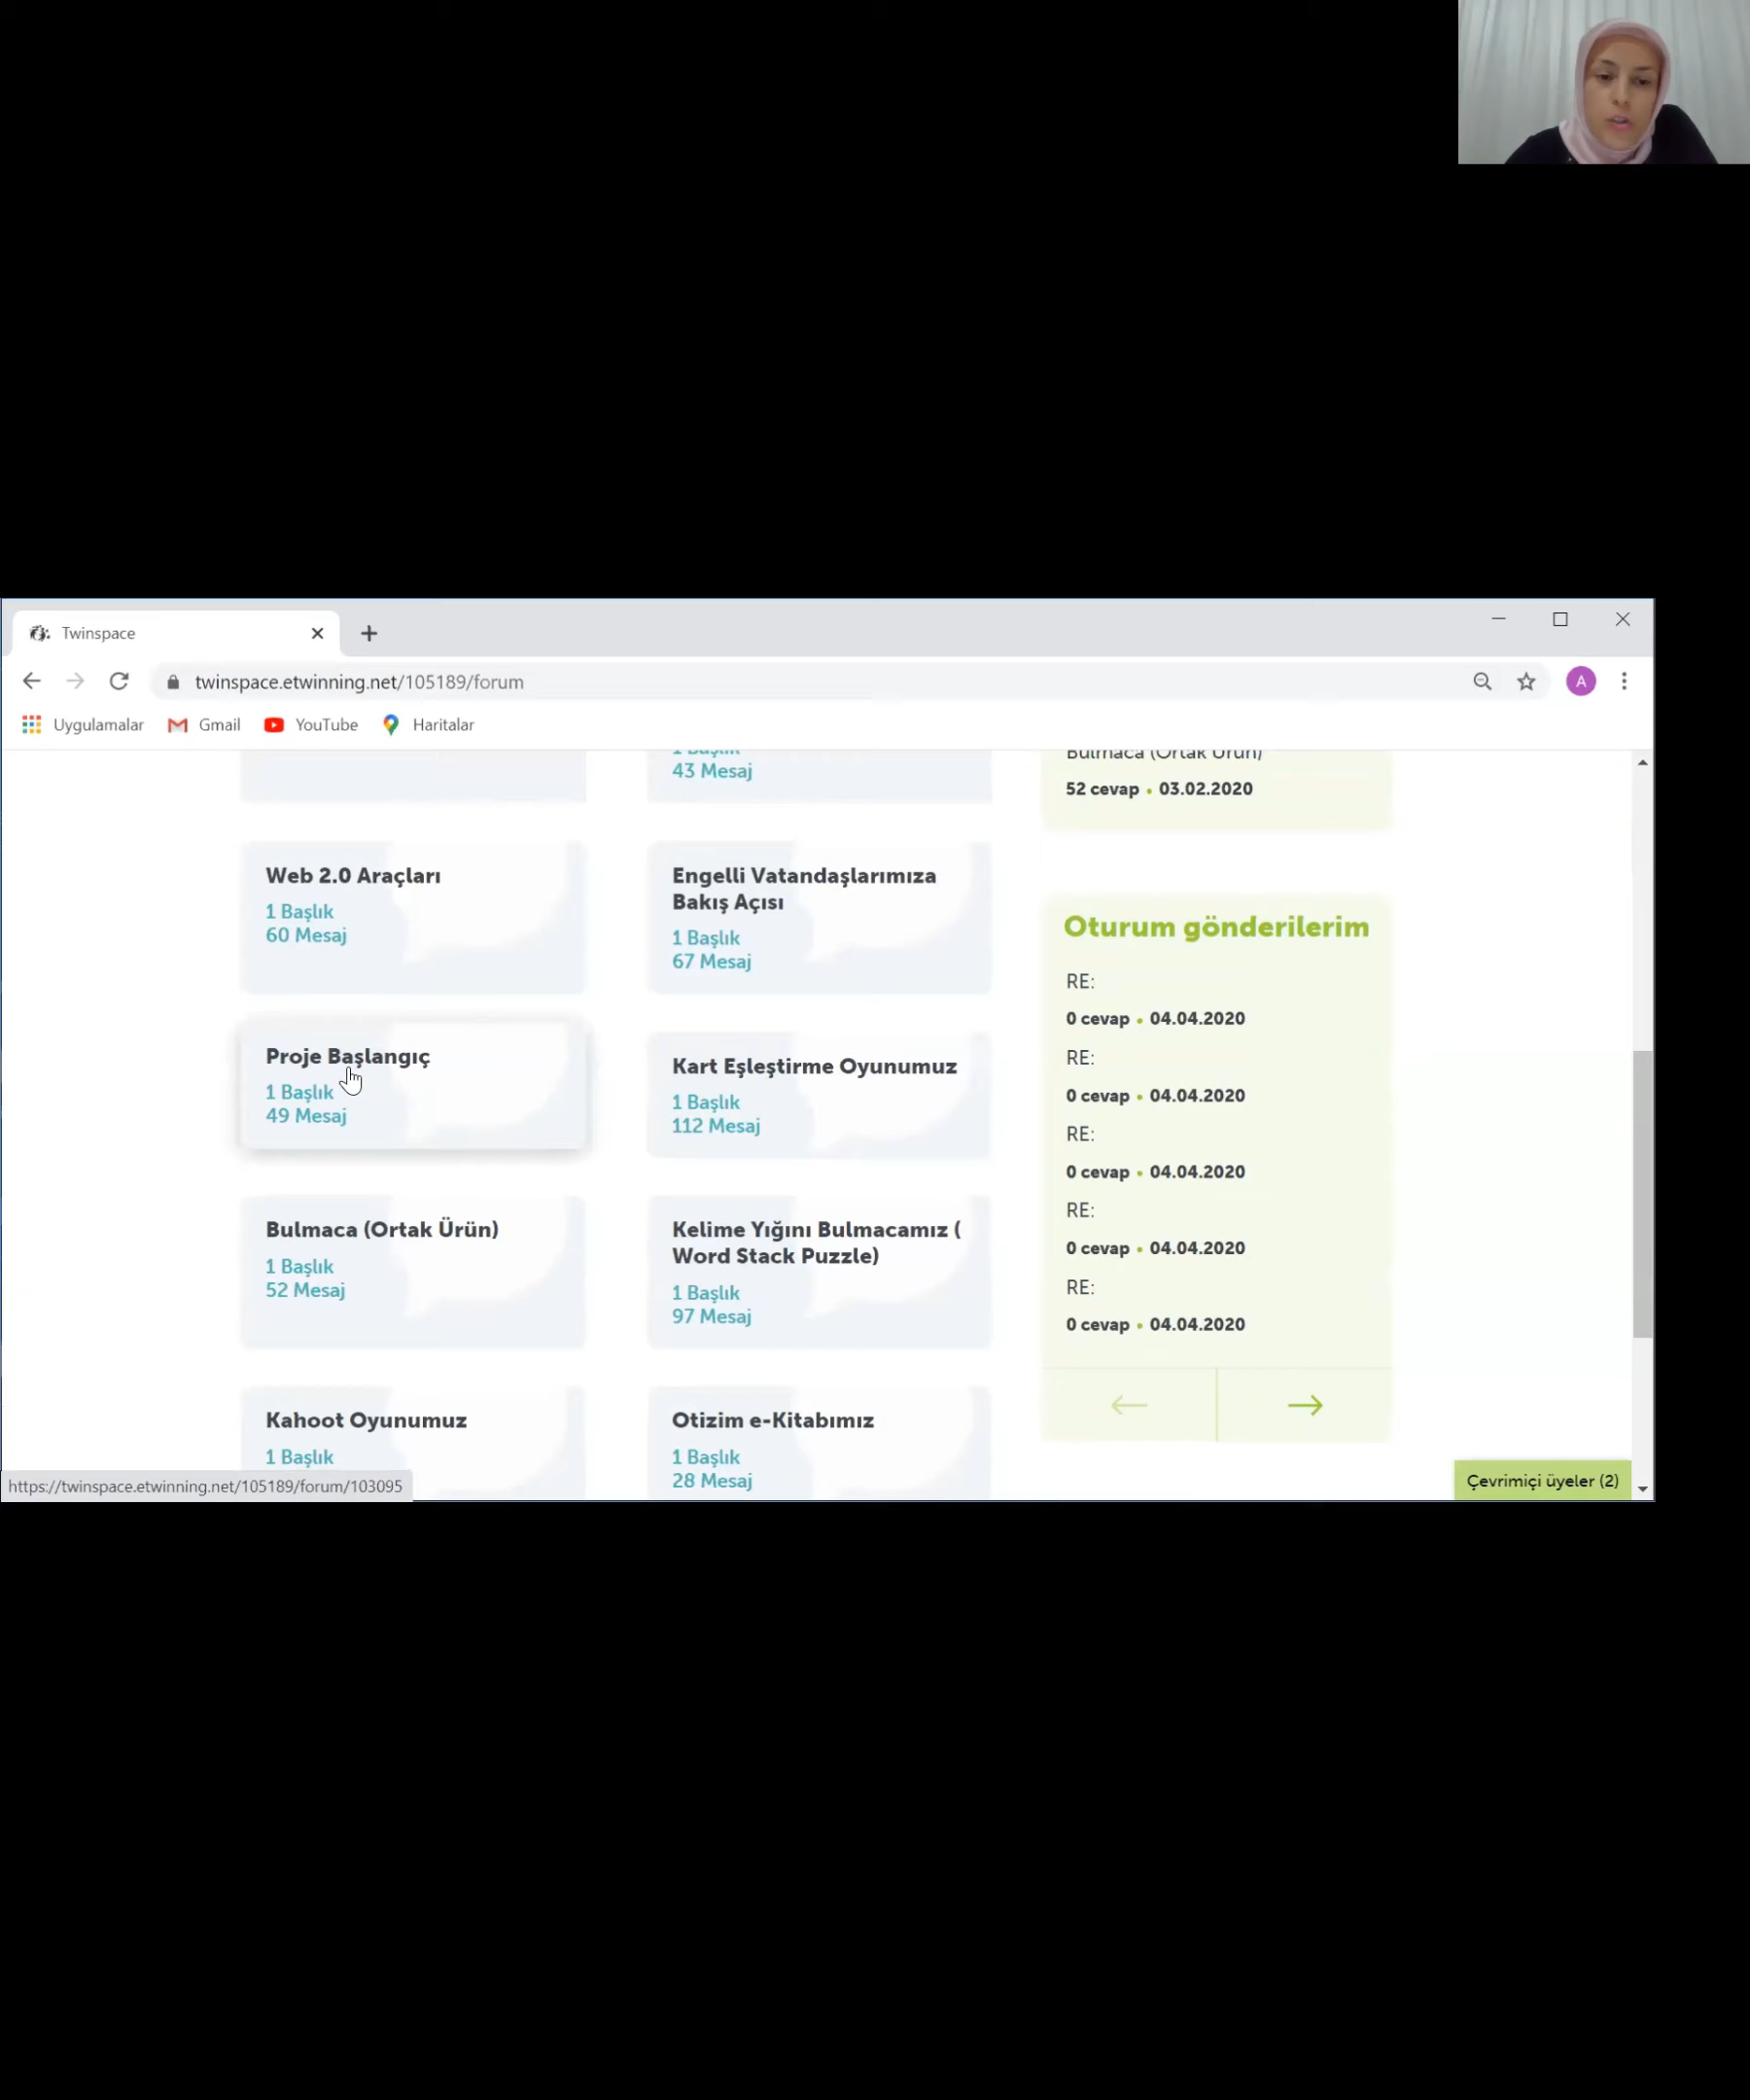 Twinspace
twinspace.etwinning.net/105189/forum
A
Uygulamalar
Gmail
YouTube
Haritalar
1 Başlık
43 Mesaj
Web 2.0 Araçları
1 Başlık
60 Mesaj
Engelli Vatandaşlarımıza
Bakış Açısı
1 Başlık
67 Mesaj
Proje Başlangıç
1 Başlık
49 Mesaj
Kart Eşleştirme Oyunumuz
1 Başlık
112 Mesaj
Bulmaca (Ortak Ürün)
1 Başlık
52 Mesaj
Kelime Yığını Bulmacamız (
Word Stack Puzzle)
1 Başlık
97 Mesaj
Kahoot Oyunumuz
1 Başlık
Otizim e-Kitabımız
1 Başlık
28 Mesaj
Bulmaca (Ortak Ürün)
52 cevap • 03.02.2020
Oturum gönderilerim
RE:
0 cevap • 04.04.2020
RE:
0 cevap • 04.04.2020
RE:
0 cevap • 04.04.2020
RE:
0 cevap • 04.04.2020
RE:
0 cevap • 04.04.2020
https://twinspace.etwinning.net/105189/forum/103095
Çevrimiçi üyeler (2)